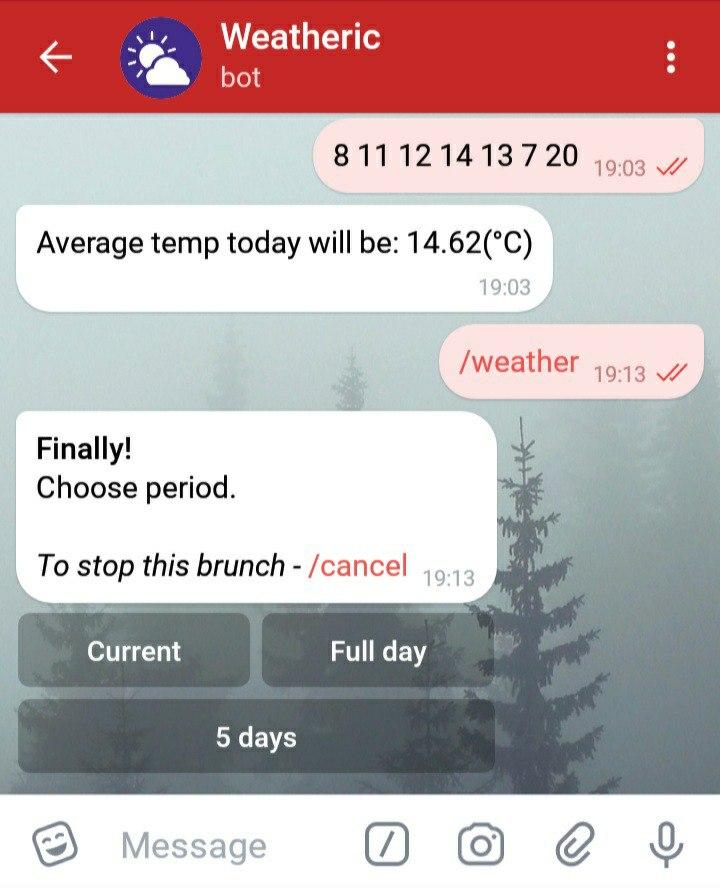 Weatheric
bot
8 11 12 14 13 7 20 19:03
Average temp today will be: 14.62(°C)
19:03
/weather 19:13
Finally!
Choose period.
To stop this brunch - /cancel 19:13
Current Full day
5 days
Message